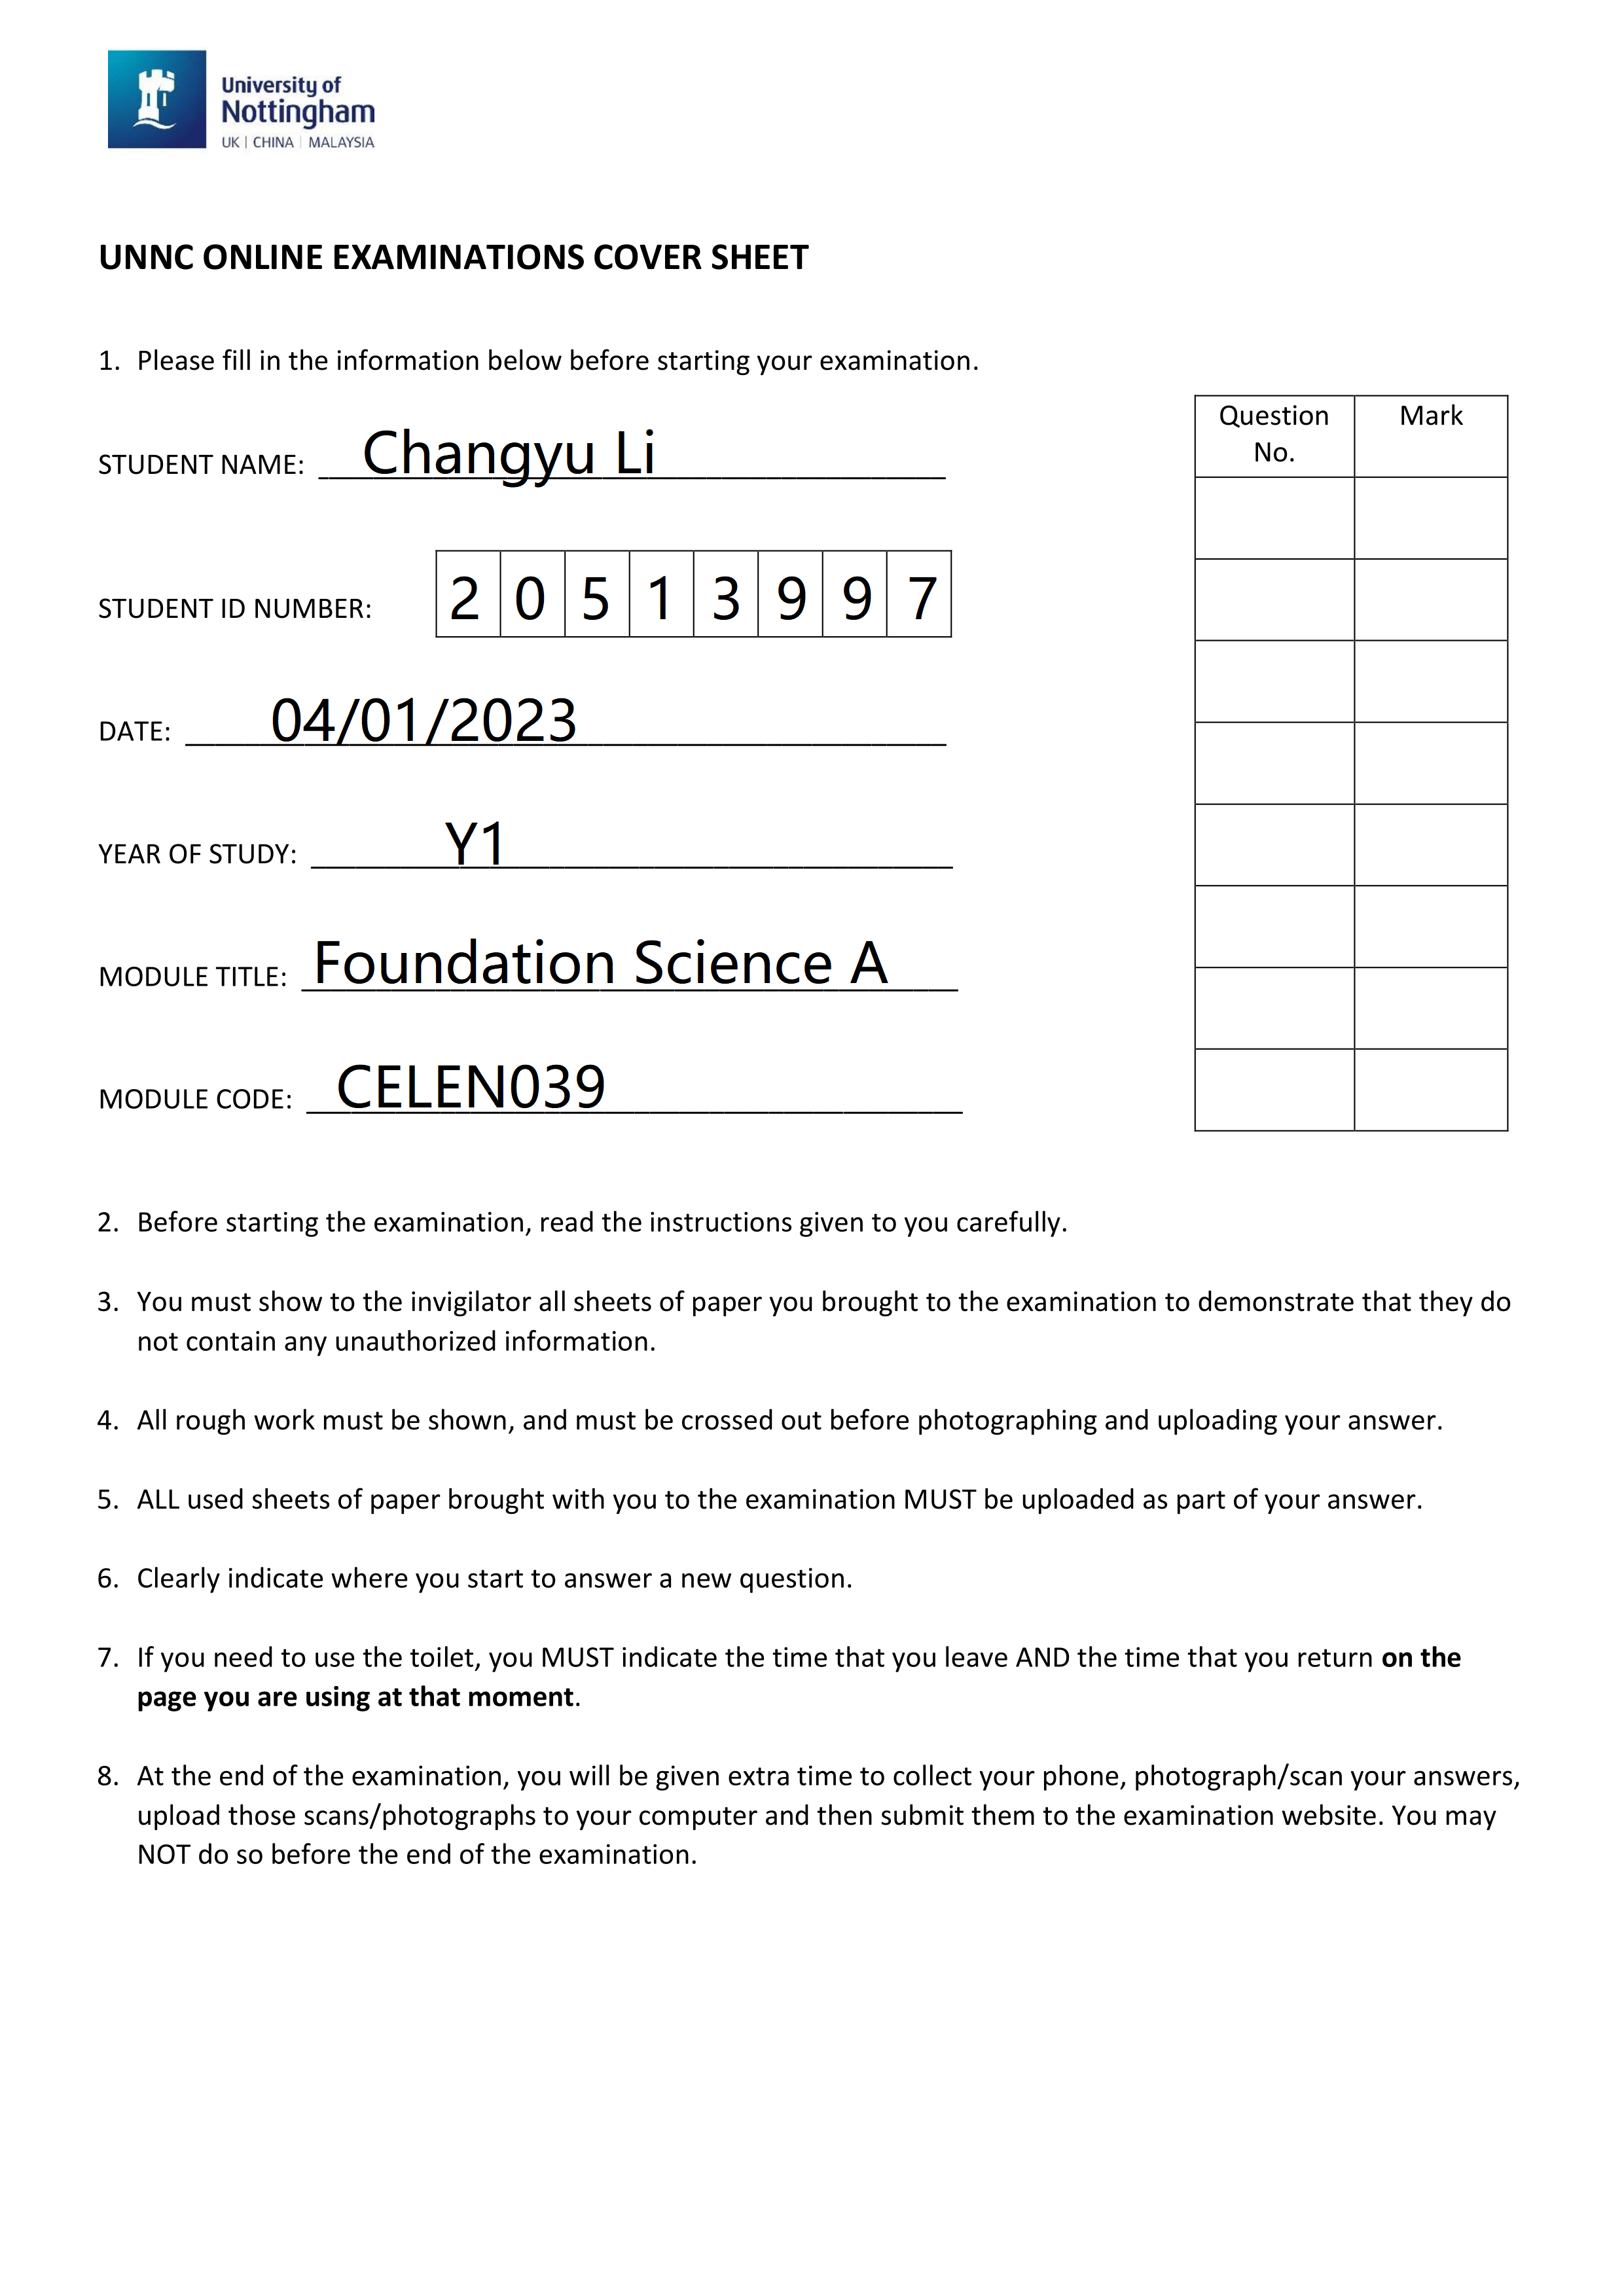 University of
Nottingham
UK | CHINA | MALAYSIA
UNNC ONLINE EXAMINATIONS COVER SHEET
1. Please fill in the information below before starting your examination.
Question No. Mark
STUDENT NAME: Changyu Li
STUDENT ID NUMBER: 2 0 5 1 3 9 9 7
DATE: 04/01/2023
YEAR OF STUDY: Y1
MODULE TITLE: Foundation Science A
MODULE CODE: CELEN039
2. Before starting the examination, read the instructions given to you carefully.
3. You must show to the invigilator all sheets of paper you brought to the examination to demonstrate that they do
not contain any unauthorized information.
4. All rough work must be shown, and must be crossed out before photographing and uploading your answer.
5. ALL used sheets of paper brought with you to the examination MUST be uploaded as part of your answer.
6. Clearly indicate where you start to answer a new question.
7. If you need to use the toilet, you MUST indicate the time that you leave AND the time that you return on the
page you are using at that moment.
8. At the end of the examination, you will be given extra time to collect your phone, photograph/scan your answers,
upload those scans/photographs to your computer and then submit them to the examination website. You may
NOT do so before the end of the examination.